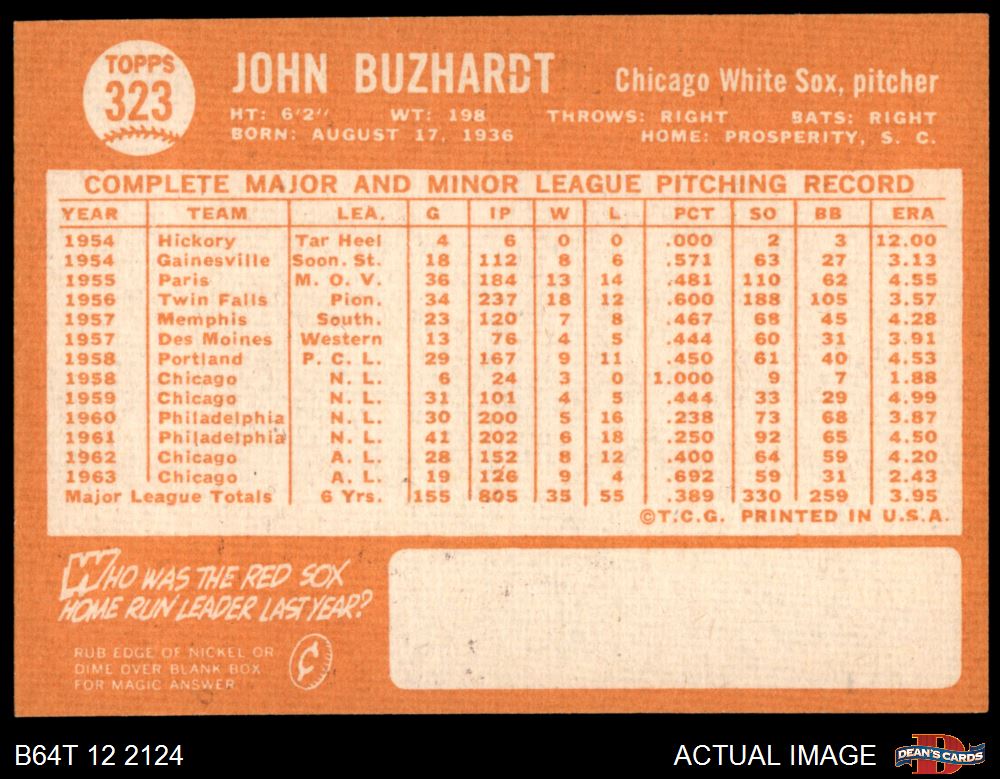 TOPPS
323
JOHN BUZHARDT
Chicago White Sox, pitcher
HT: 6'2" WT: 198 THROWS: RIGHT BATS: RIGHT
BORN: AUGUST 17, 1936 HOME: PROSPERITY, S. C.
COMPLETE MAJOR AND MINOR LEAGUE PITCHING RECORD
YEAR TEAM LEA. G IP W L PCT SO BB ERA
1954 Hickory Tar Heel 4 6 0 0 .000 2 3 12.00
1954 Gainesville Soon. St. 18 112 8 6 .571 63 27 3.13
1955 Paris M. O. V. 36 184 13 14 .481 110 62 4.55
1956 Twin Falls Pion. 34 237 18 12 .600 188 105 3.57
1957 Memphis South. 23 120 7 8 .467 68 45 4.28
1957 Des Moines Western 13 76 4 5 .444 60 31 3.91
1958 Portland P. C. L. 29 167 9 11 .450 61 40 4.53
1958 Chicago N. L. 6 24 3 0 1.000 9 7 1.88
1959 Chicago N. L. 31 101 4 5 .444 33 29 4.99
1960 Philadelphia N. L. 30 200 5 16 .238 73 68 3.87
1961 Philadelphia N. L. 41 202 6 18 .250 92 65 4.50
1962 Chicago A. L. 28 152 8 12 .400 64 59 4.20
1963 Chicago A. L. 19 126 9 4 .692 59 31 2.43
Major League Totals 6 Yrs. 155 805 35 55 .389 330 259 3.95
©T.C.G. PRINTED IN U.S.A.
WHO WAS THE RED SOX
HOME RUN LEADER LAST YEAR?
RUB EDGE OF NICKEL OR
DIME OVER BLANK BOX
FOR MAGIC ANSWER
¢
B64T 12 2124
ACTUAL IMAGE
DEAN'S CARDS